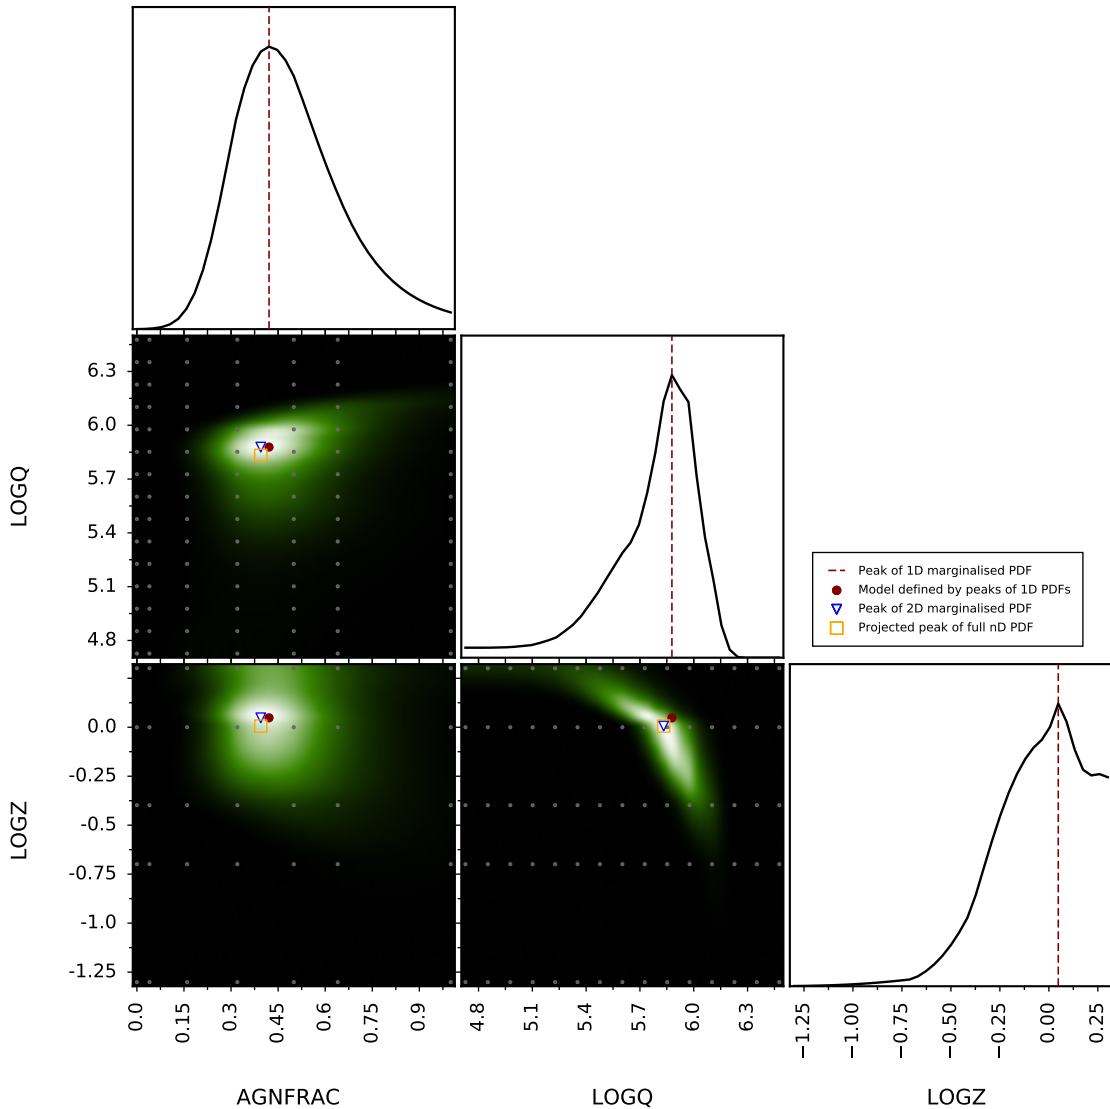 6.3
6.0
5.7
5.4
5.1
4.8
LOGQ
Peak of 1D marginalised PDF
Model defined by peaks of 1D PDFs
Peak of 2D marginalised PDF
Projected peak of full nD PDF
0.0
-0.25
-0.5
-0.75
-1.0
-1.25
LOGZ
0.0 0.15 0.3 0.45 0.6 0.75 0.9
4.8 5.1 5.4 5.7 6.0 6.3
−1.25 −1.00 −0.75 −0.50 −0.25 0.00 0.25
AGNFRAC LOGQ LOGZ